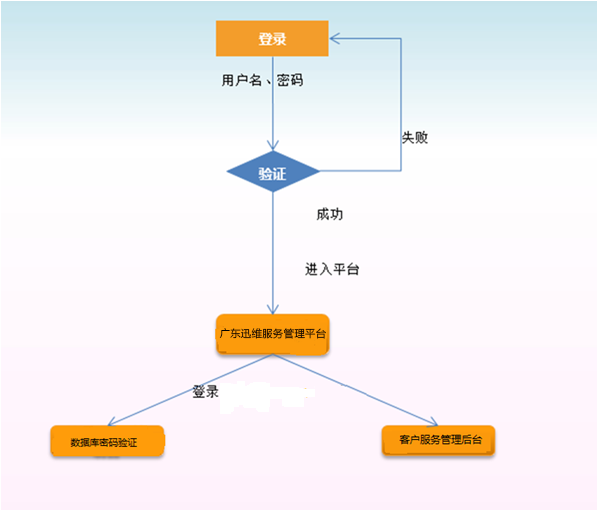 登录
用户名、密码
失败
验证
成功
进入平台
广东迅维服务管理平台
登录
数据库密码验证
客户服务管理后台